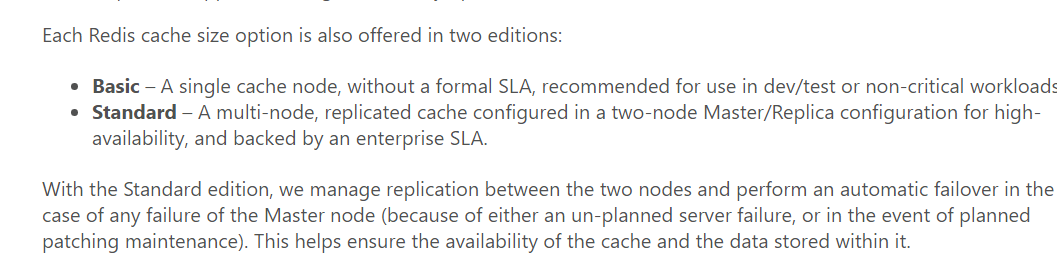 Each Redis cache size option is also offered in two editions:
• Basic – A single cache node, without a formal SLA, recommended for use in dev/test or non-critical workloads
• Standard – A multi-node, replicated cache configured in a two-node Master/Replica configuration for high-
availability, and backed by an enterprise SLA.
With the Standard edition, we manage replication between the two nodes and perform an automatic failover in the
case of any failure of the Master node (because of either an un-planned server failure, or in the event of planned
patching maintenance). This helps ensure the availability of the cache and the data stored within it.